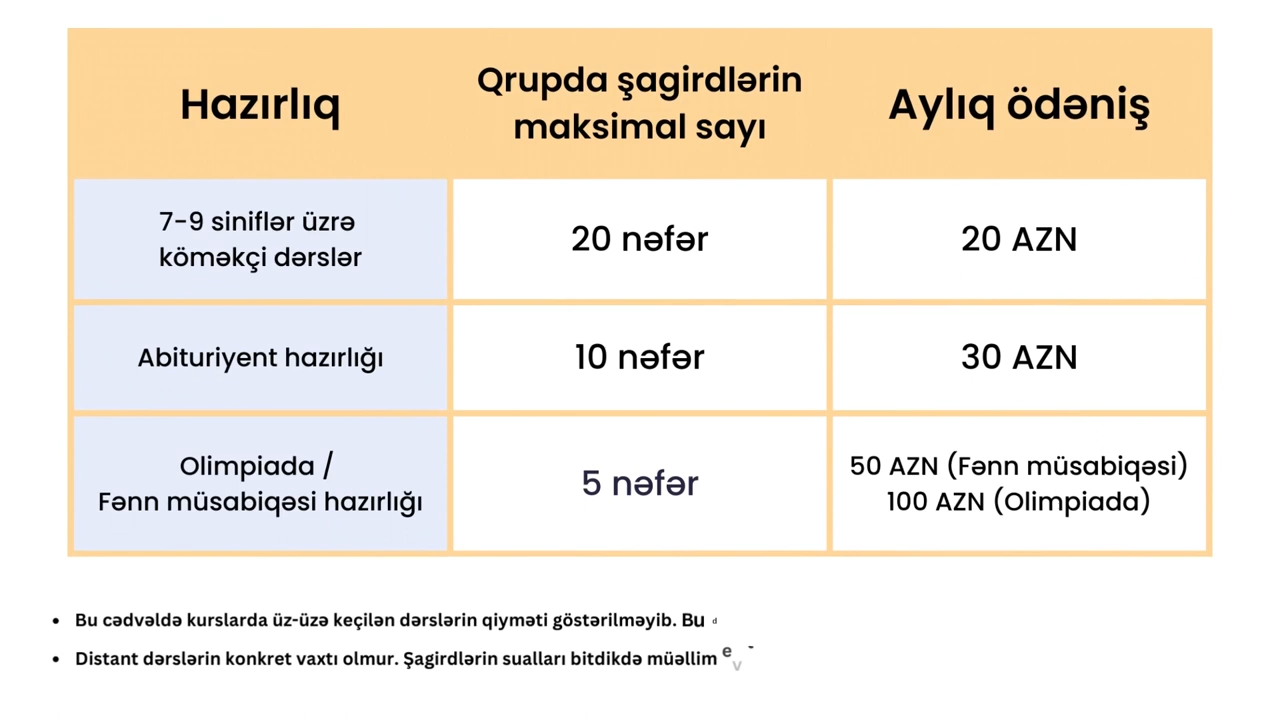 Hazırlıq
Qrupda şagirdlərin
maksimal sayı
Aylıq ödəniş
7-9 siniflər üzrə
köməkçi dərslər
20 nəfər
20 AZN
Abituriyent hazırlığı
10 nəfər
30 AZN
Olimpiada /
Fənn müsabiqəsi hazırlığı
5 nəfər
50 AZN (Fənn müsabiqəsi)
100 AZN (Olimpiada)
• Bu cədvəldə kurslarda üz-üzə keçilən dərslərin qiyməti göstərilməyib. Bu
• Distant dərslərin konkret vaxtı olmur. Şagirdlərin sualları bitdikdə müəllim